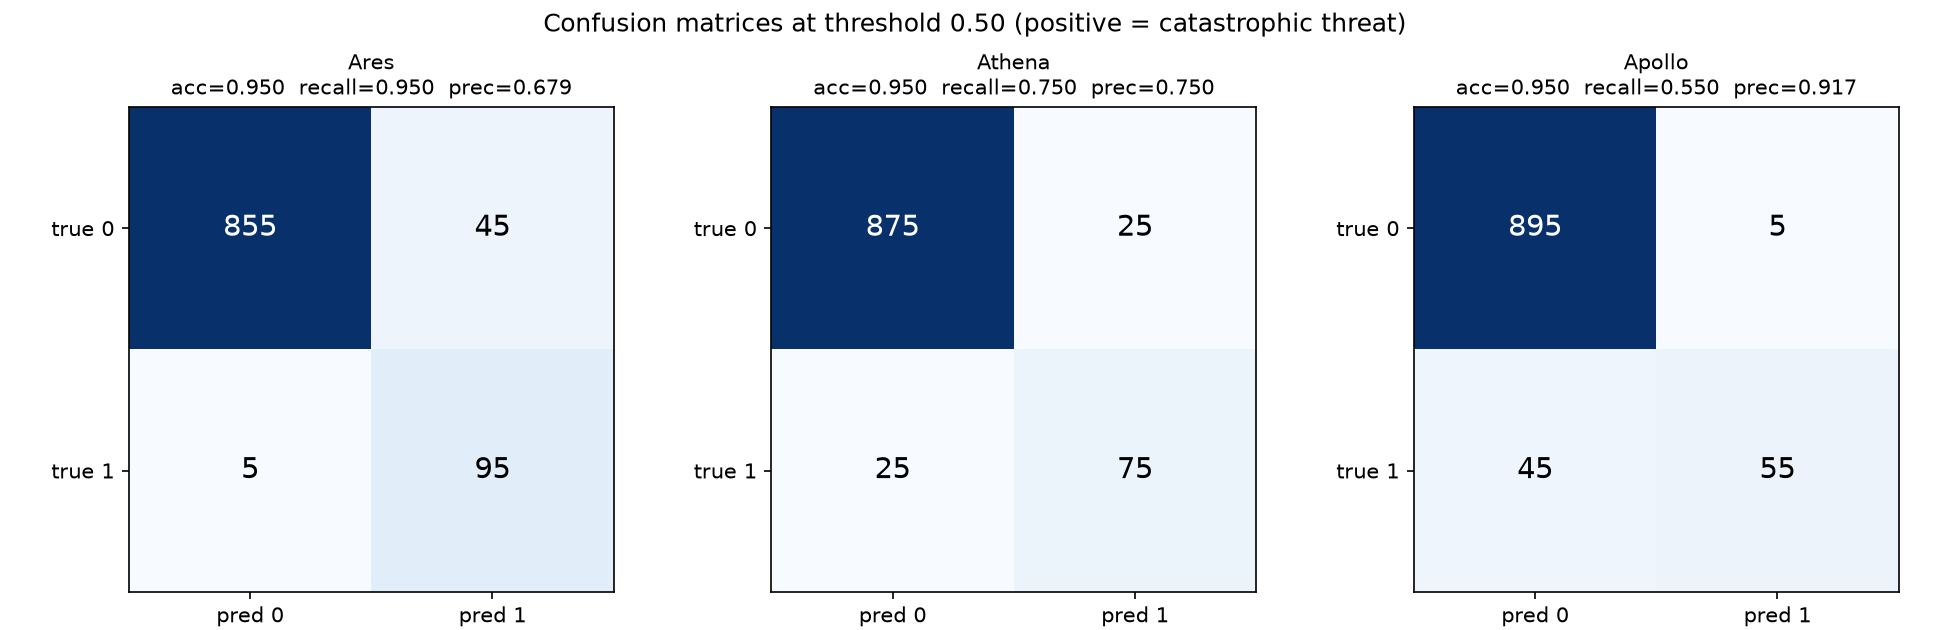 Confusion matrices at threshold 0.50 (positive = catastrophic threat)
Ares
acc=0.950 recall=0.950 prec=0.679
true 0
855
45
true 1
5
95
pred 0
pred 1
Athena
acc=0.950 recall=0.750 prec=0.750
true 0
875
25
true 1
25
75
pred 0
pred 1
Apollo
acc=0.950 recall=0.550 prec=0.917
true 0
895
5
true 1
45
55
pred 0
pred 1